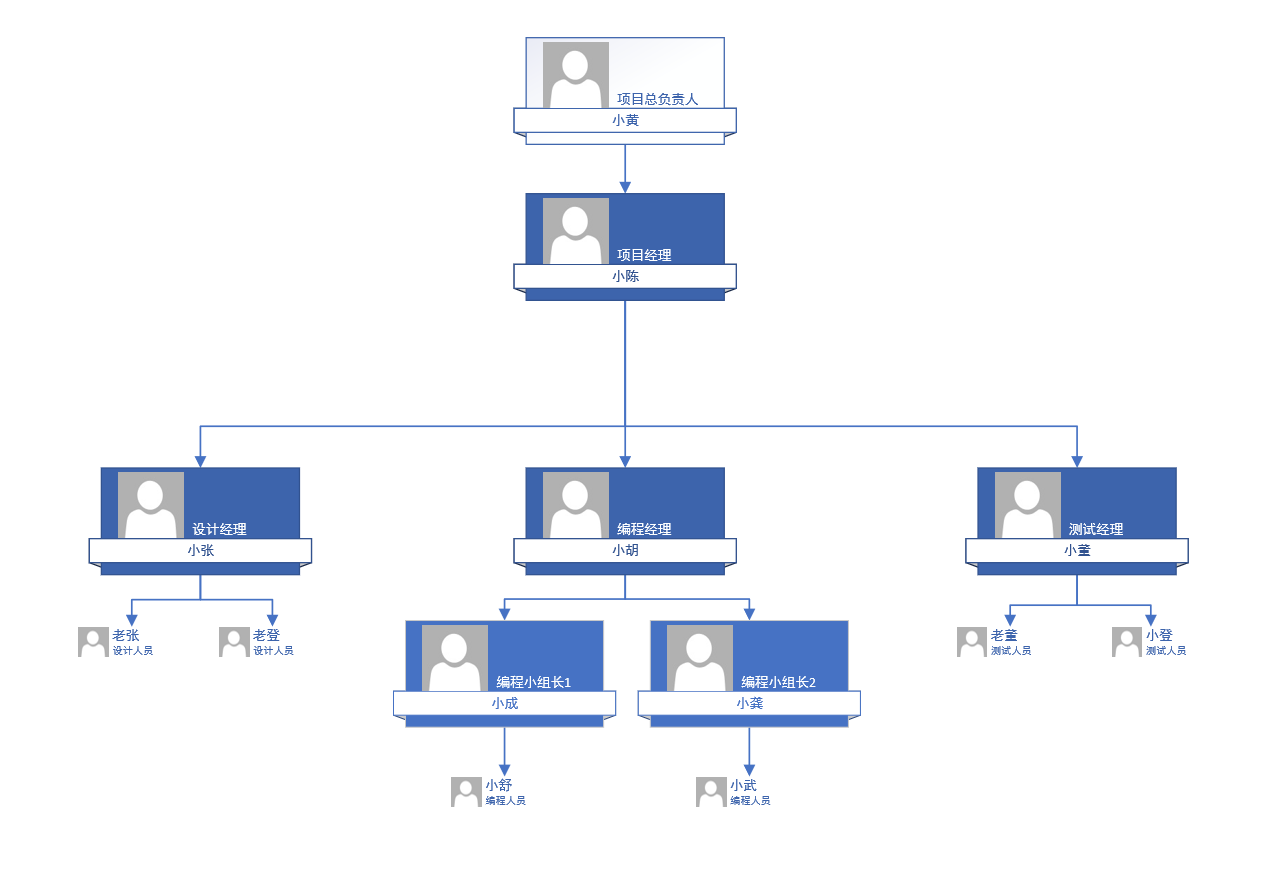 项目总负责人
小黄
项目经理
小陈
设计经理
小张
编程经理
小胡
测试经理
小董
老张
设计人员
老登
设计人员
老董
测试人员
小登
测试人员
编程小组长1
小成
编程小组长2
小龚
小舒
编程人员
小武
编程人员